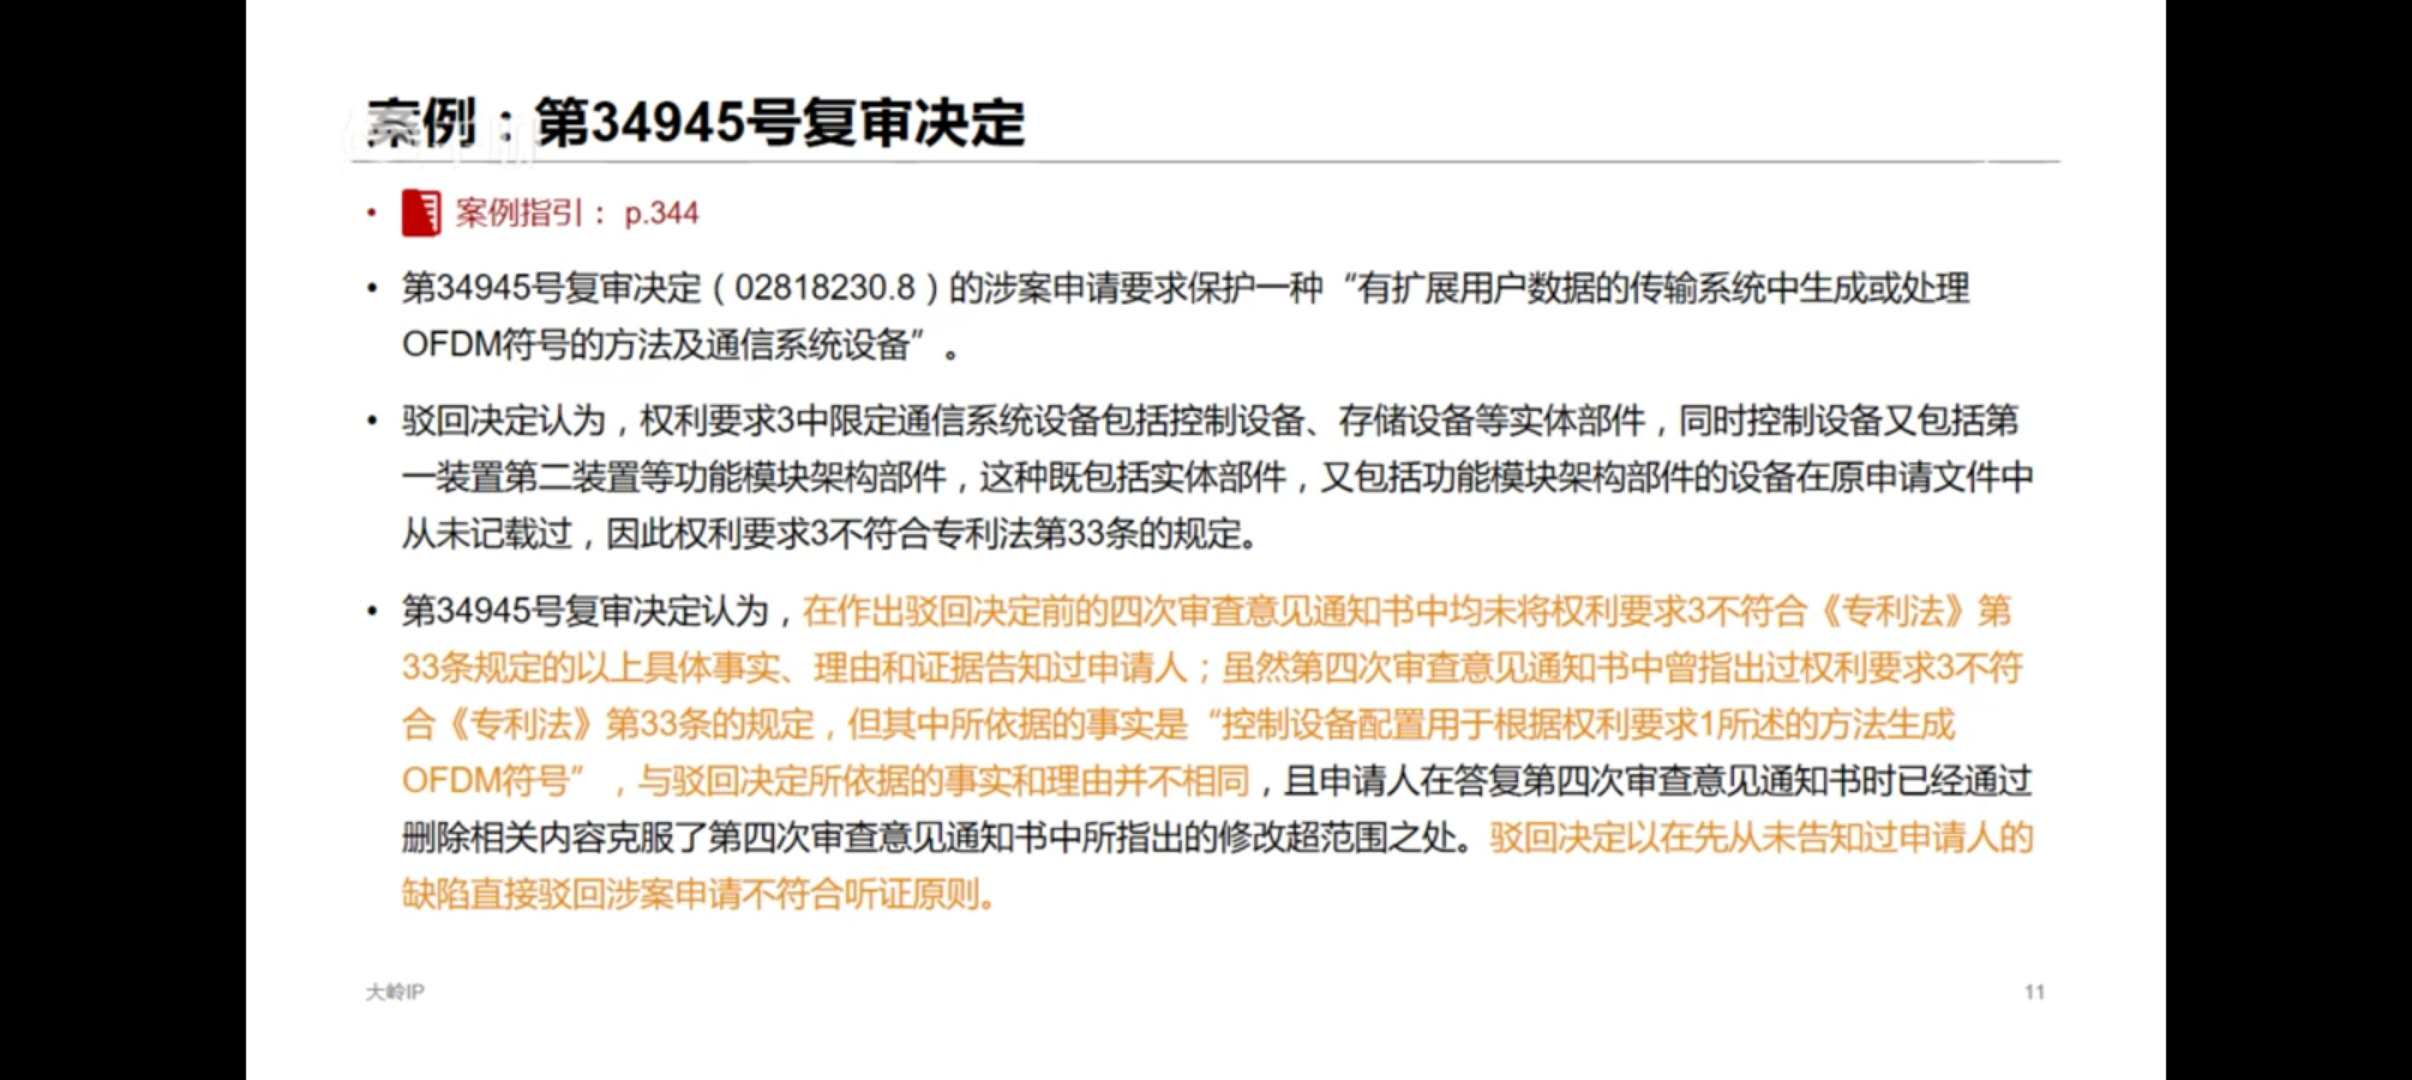 案例：第34945号复审决定
• 案例指引： p.344
• 第34945号复审决定（02818230.8）的涉案申请要求保护一种“有扩展用户数据的传输系统中生成或处理
OFDM符号的方法及通信系统设备”。
• 驳回决定认为，权利要求3中限定通信系统设备包括控制设备、存储设备等实体部件，同时控制设备又包括第
一装置第二装置等功能模块架构部件，这种既包括实体部件，又包括功能模块架构部件的设备在原申请文件中
从未记载过，因此权利要求3不符合专利法第33条的规定。
• 第34945号复审决定认为，在作出驳回决定前的四次审查意见通知书中均未将权利要求3不符合《专利法》第
33条规定的以上具体事实、理由和证据告知过申请人；虽然第四次审查意见通知书中曾指出过权利要求3不符
合《专利法》第33条的规定，但其中所依据的事实是“控制设备配置用于根据权利要求1所述的方法生成
OFDM符号”，与驳回决定所依据的事实和理由并不相同，且申请人在答复第四次审查意见通知书时已经通过
删除相关内容克服了第四次审查意见通知书中所指出的修改超范围之处。驳回决定以在先从未告知过申请人的
缺陷直接驳回涉案申请不符合听证原则。
大岭IP
11